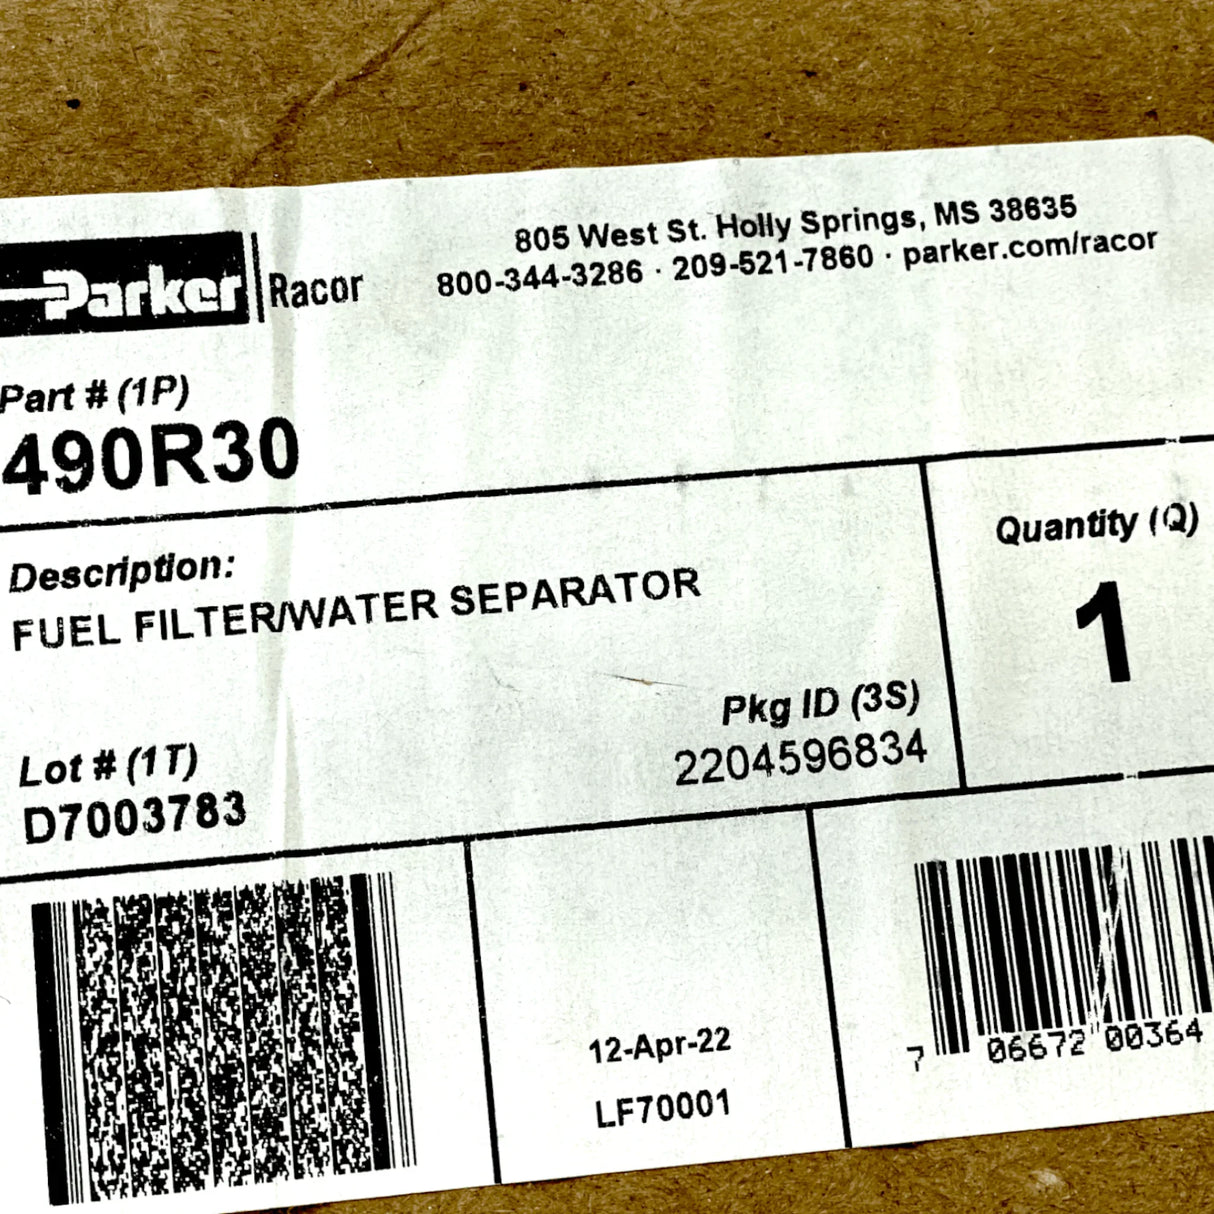 Parker Racor
805 West St. Holly Springs, MS 38635
800-344-3286 · 209-521-7860 · parker.com/racor
Part # (1P)
490R30
Description:
FUEL FILTER/WATER SEPARATOR
Quantity (Q)
1
Pkg ID (3S)
2204596834
Lot # (1T)
D7003783
12-Apr-22
LF70001
7 06672 00364